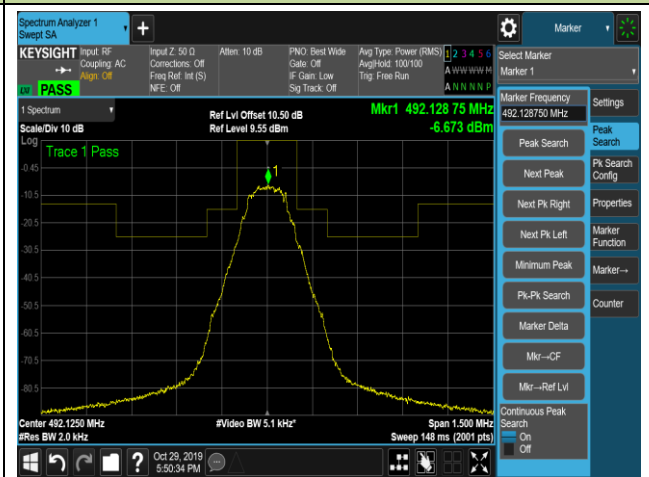 Spectrum Analyzer 1
Swept SA
+
Marker
KEYSIGHT
Input: RF
Coupling: AC
Align: Off
Input Z: 50 Ω
Corrections: Off
Freq Ref: Int (S)
NFE: Off
Atten: 10 dB
PNO: Best Wide
Gate: Off
IF Gain: Low
Sig Track: Off
Avg Type: Power (RMS)
Avg|Hold: 100/100
Trig: Free Run
1 2 3 4 5 6
A W W W W M
A N N N N P
PASS
Select Marker
Marker 1
1 Spectrum
Scale/Div 10 dB
Ref Lvl Offset 10.50 dB
Ref Level 9.55 dBm
Mkr1 492.128 75 MHz
-6.673 dBm
Log
Trace 1 Pass
1
-0.45
-10.5
-20.5
-30.5
-40.5
-50.5
-60.5
-70.5
-80.5
Center 492.1250 MHz
#Res BW 2.0 kHz
#Video BW 5.1 kHz*
Span 1.500 MHz
Sweep 148 ms (2001 pts)
Marker Frequency
492.128750 MHz
Peak Search
Next Peak
Next Pk Right
Next Pk Left
Minimum Peak
Pk-Pk Search
Marker Delta
Mkr→CF
Mkr→Ref Lvl
Continuous Peak
Search
On
Off
Settings
Peak
Search
Pk Search
Config
Properties
Marker
Function
Marker→
Counter
?
Oct 29, 2019
5:50:34 PM